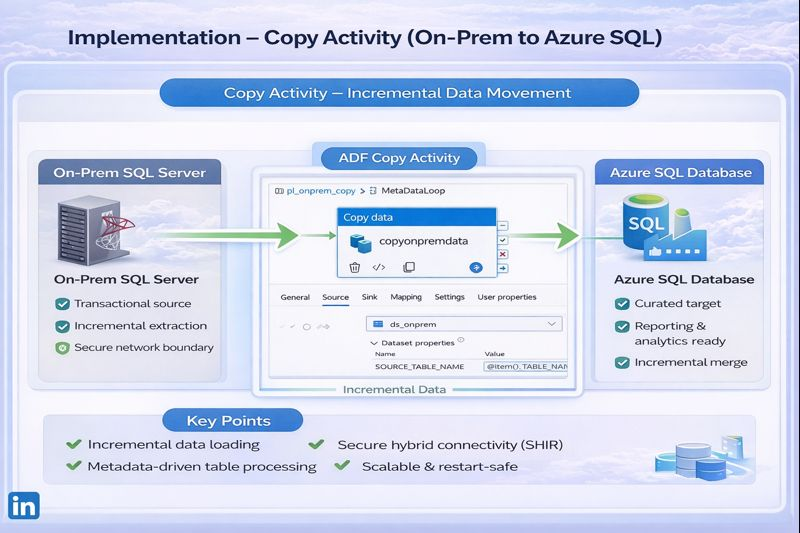 Implementation – Copy Activity (On-Prem to Azure SQL)
Copy Activity – Incremental Data Movement
On-Prem SQL Server
On-Prem SQL Server
Transactional source
Incremental extraction
Secure network boundary
ADF Copy Activity
pl_onprem_copy > MetaDataLoop
Copy data
copyonpremdata
General Source Sink Mapping Settings User properties
ds_onprem
Dataset properties
Name Value
SOURCE_TABLE_NAME @item().TABLE_NAM
Incremental Data
Azure SQL Database
SQL
Azure SQL Database
Curated target
Reporting &
analytics ready
Incremental merge
Key Points
Incremental data loading
Secure hybrid connectivity (SHIR)
Metadata-driven table processing
Scalable & restart-safe
in